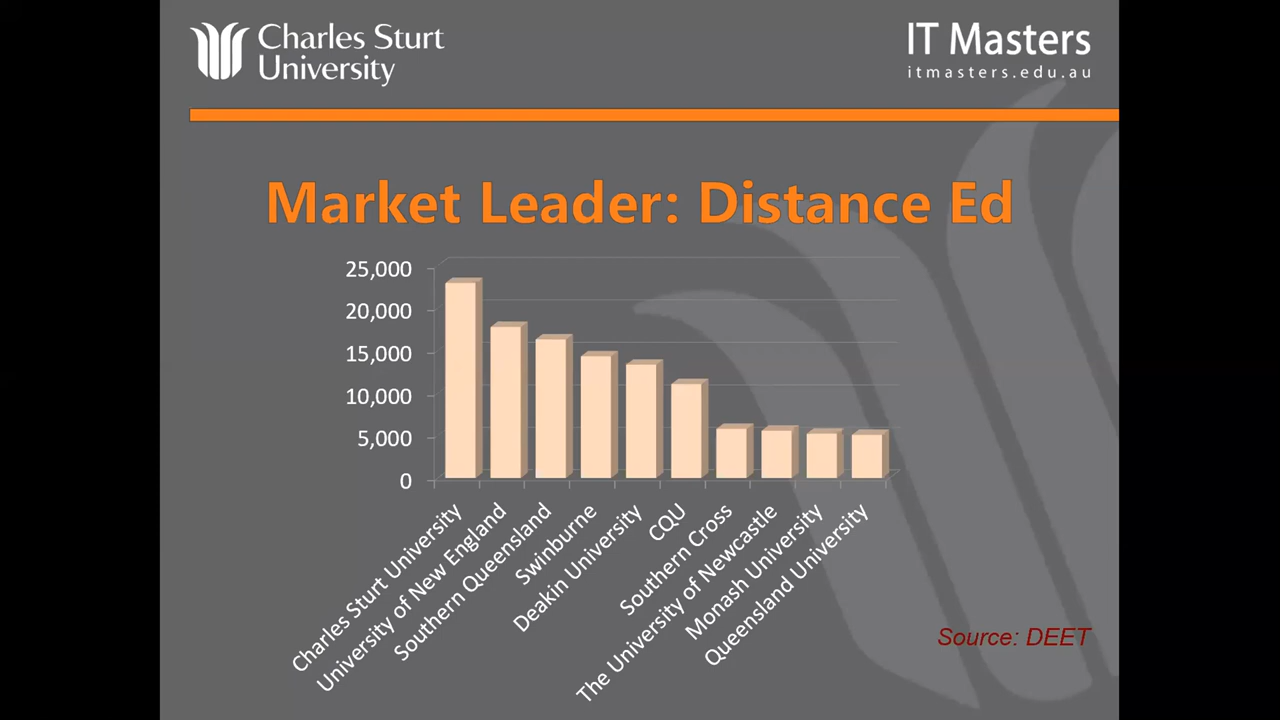 Charles Sturt
University
IT Masters
itmasters.edu.au
Market Leader: Distance Ed
25,000
20,000
15,000
10,000
5,000
0
Charles Sturt University
University of New England
Southern Queensland
Swinburne
Deakin University
CQU
Southern Cross
The University of Newcastle
Monash University
Queensland University
Source: DEET